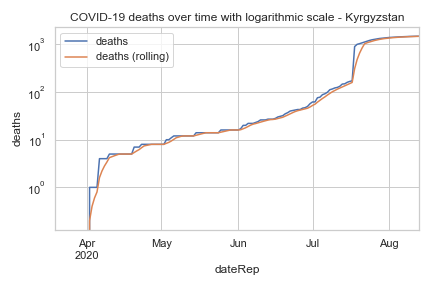 COVID-19 deaths over time with logarithmic scale - Kyrgyzstan
deaths
deaths (rolling)
10³
10²
10¹
10⁰
deaths
Apr
2020
May
Jun
Jul
Aug
dateRep